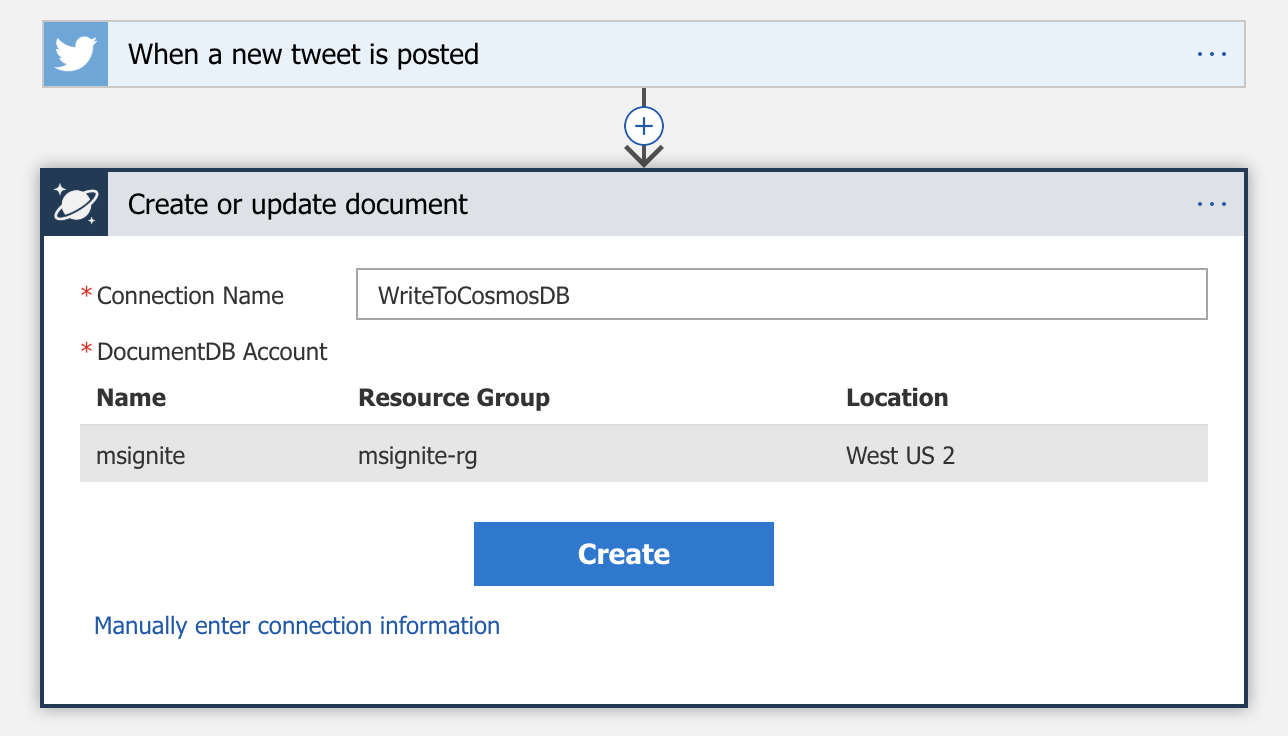 When a new tweet is posted
Create or update document
* Connection Name WriteToCosmosDB
* DocumentDB Account
Name Resource Group Location
msignite msignite-rg West US 2
Create
Manually enter connection information